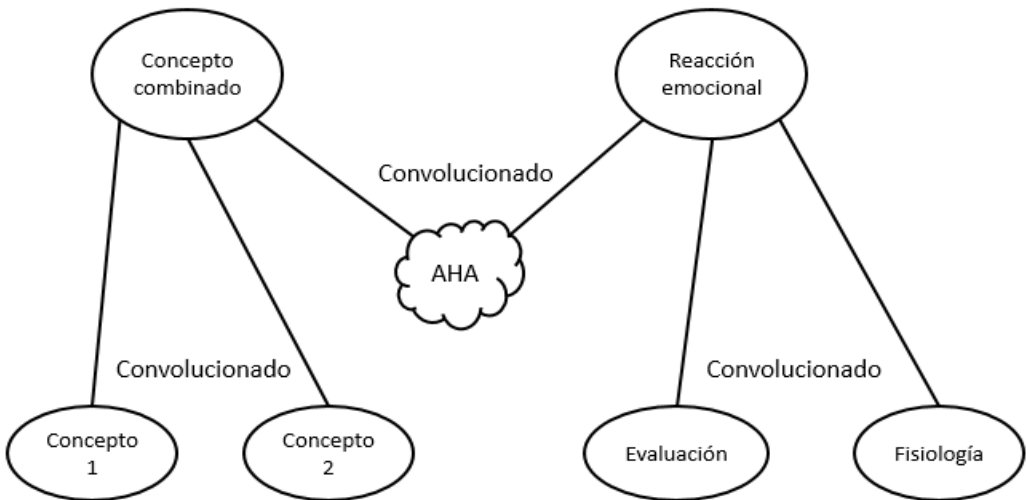 Concepto
combinado
Reacción
emocional
Convolucionado
AHA
Convolucionado
Convolucionado
Concepto
1
Concepto
2
Evaluación
Fisiología